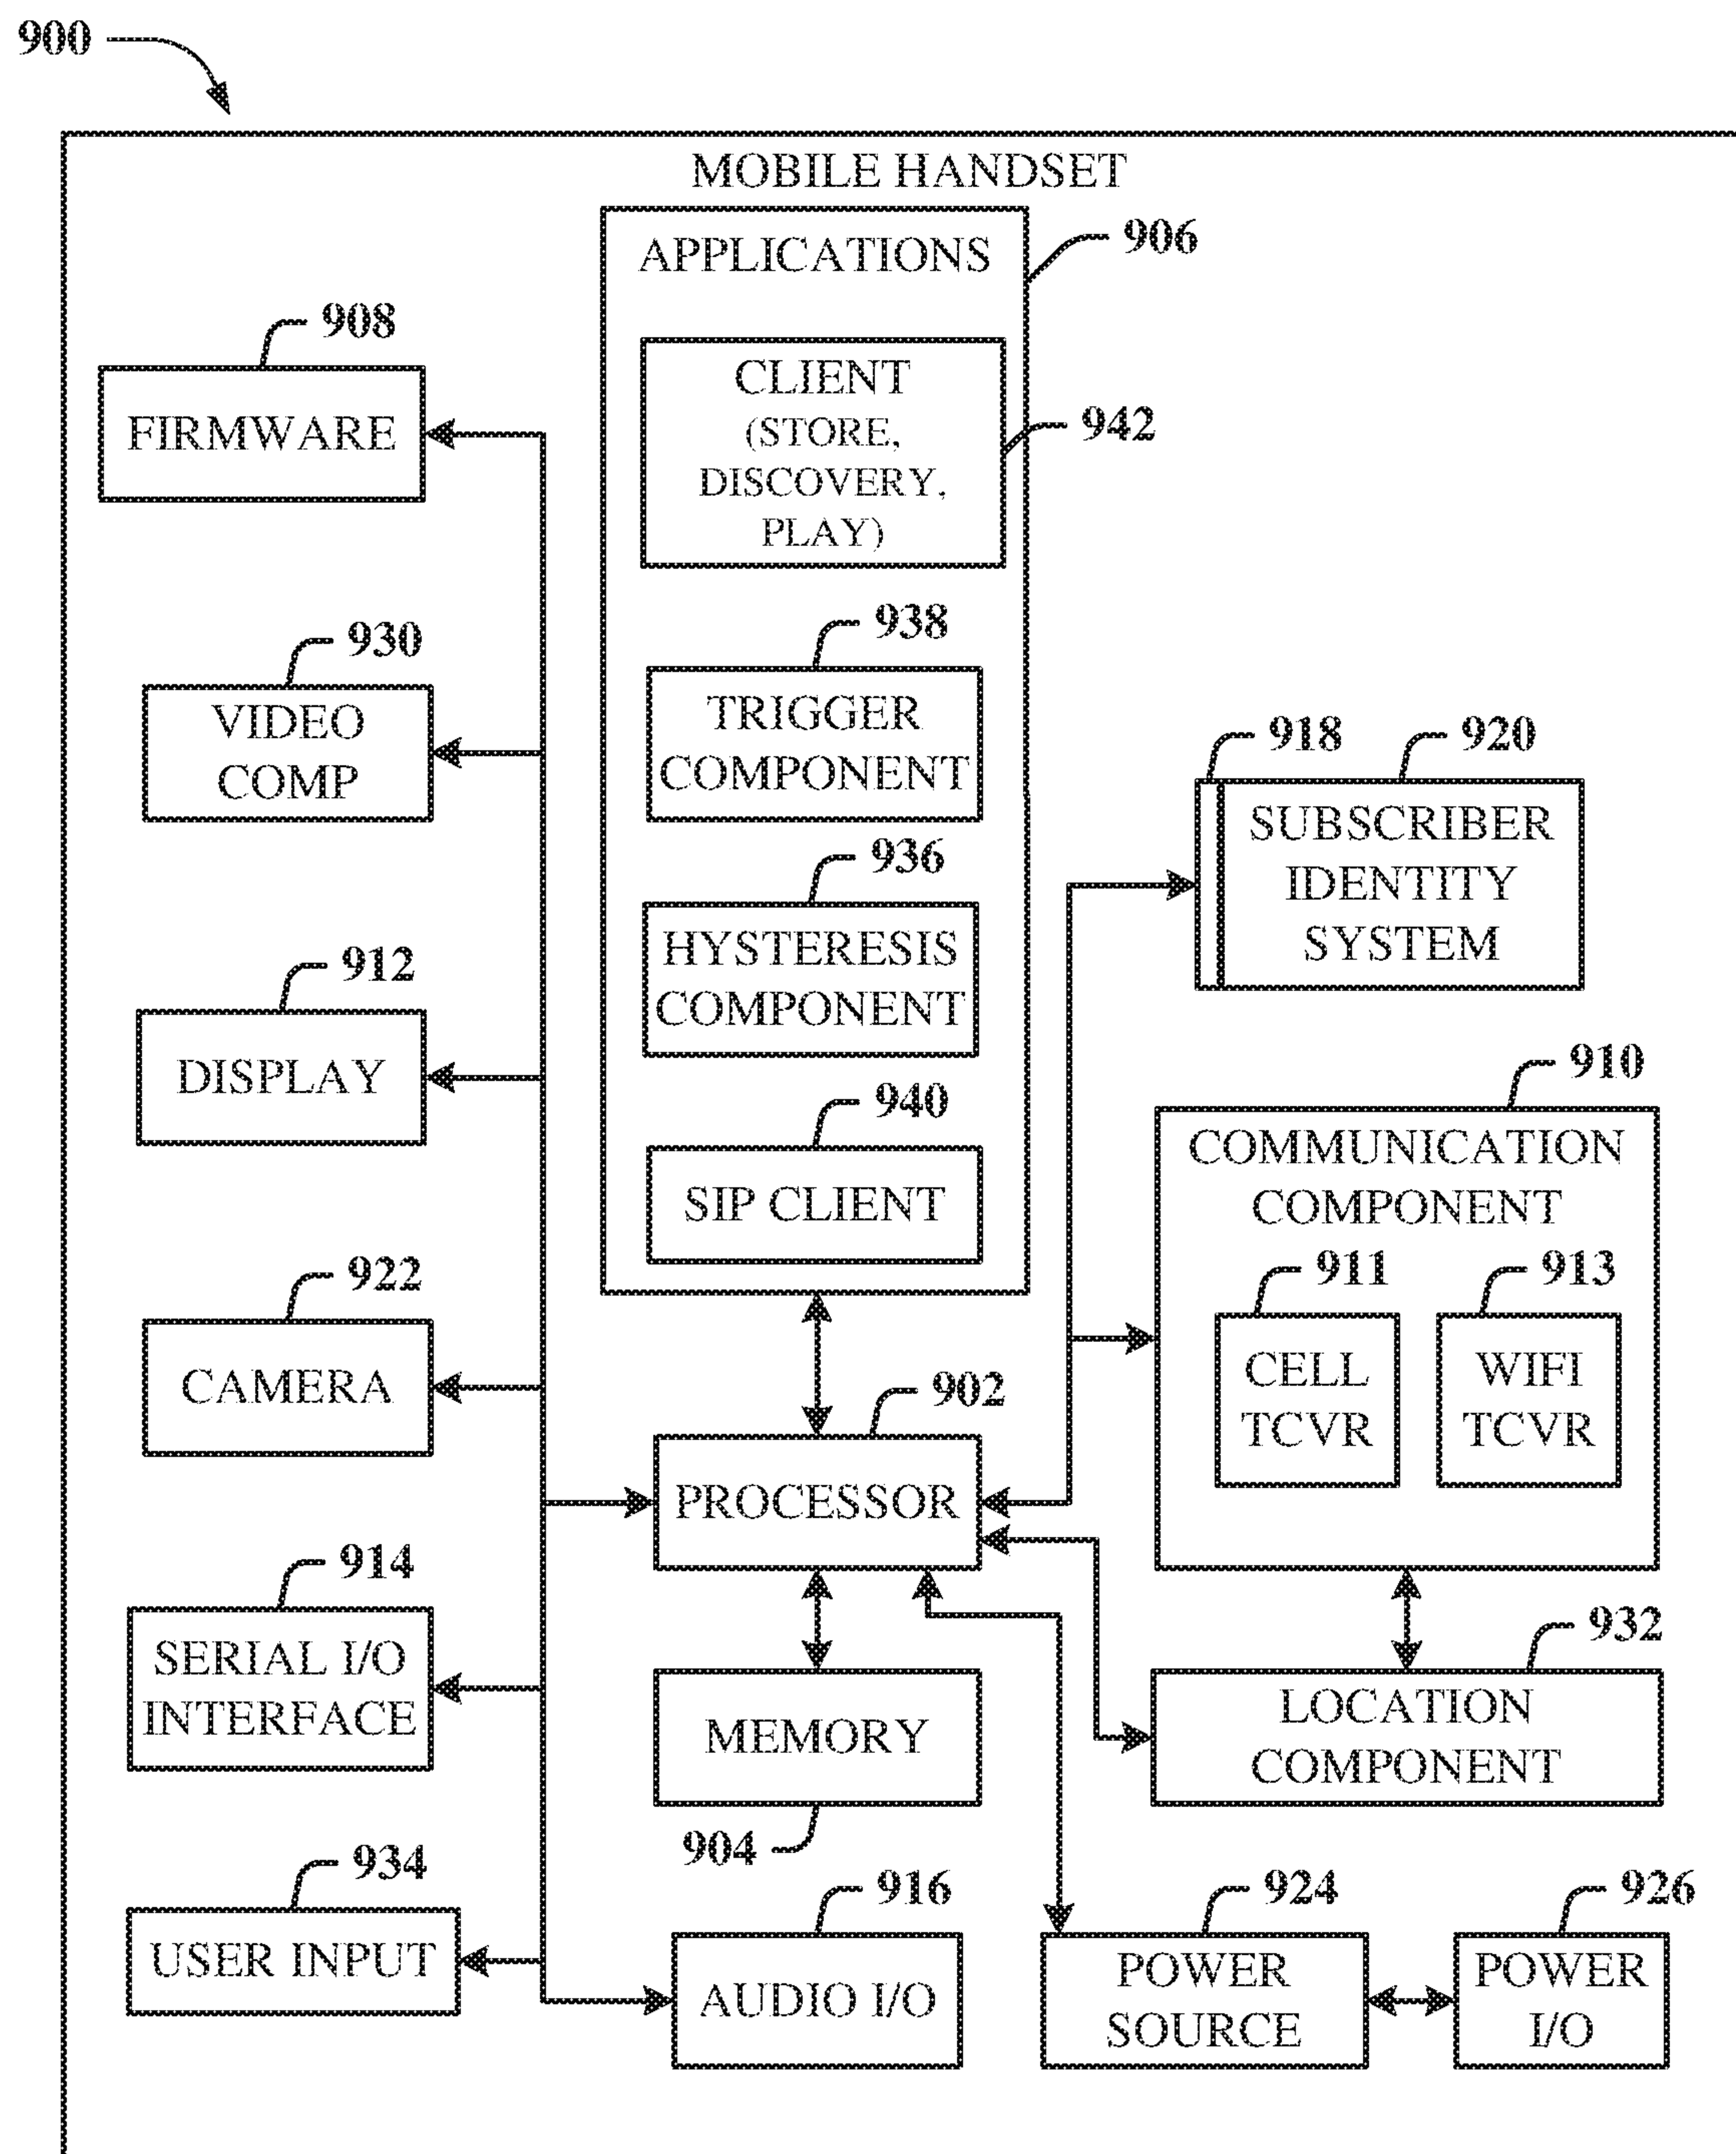 900
MOBILE HANDSET
APPLICATIONS
906
CLIENT
(STORE,
DISCOVERY,
PLAY)
942
938
TRIGGER
COMPONENT
936
HYSTERESIS
COMPONENT
940
SIP CLIENT
908
FIRMWARE
930
VIDEO
COMP
912
DISPLAY
922
CAMERA
914
SERIAL I/O
INTERFACE
934
USER INPUT
902
PROCESSOR
MEMORY
904
916
AUDIO I/O
918
920
SUBSCRIBER
IDENTITY
SYSTEM
910
COMMUNICATION
COMPONENT
911
CELL
TCVR
913
WIFI
TCVR
932
LOCATION
COMPONENT
924
POWER
SOURCE
926
POWER
I/O